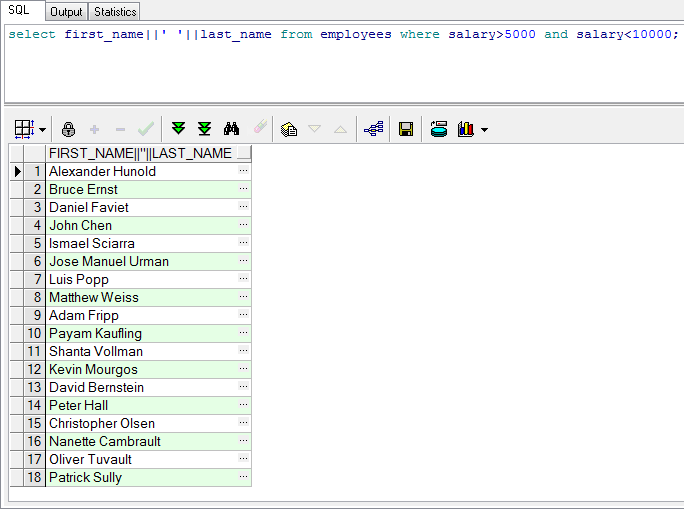 SQL Output Statistics
select first_name||' '||last_name from employees where salary>5000 and salary<10000;
FIRST_NAME||''||LAST_NAME
1 Alexander Hunold ...
2 Bruce Ernst ...
3 Daniel Faviet ...
4 John Chen ...
5 Ismael Sciarra ...
6 Jose Manuel Urman ...
7 Luis Popp ...
8 Matthew Weiss ...
9 Adam Fripp ...
10 Payam Kaufling ...
11 Shanta Vollman ...
12 Kevin Mourgos ...
13 David Bernstein ...
14 Peter Hall ...
15 Christopher Olsen ...
16 Nanette Cambrault ...
17 Oliver Tuvault ...
18 Patrick Sully ...